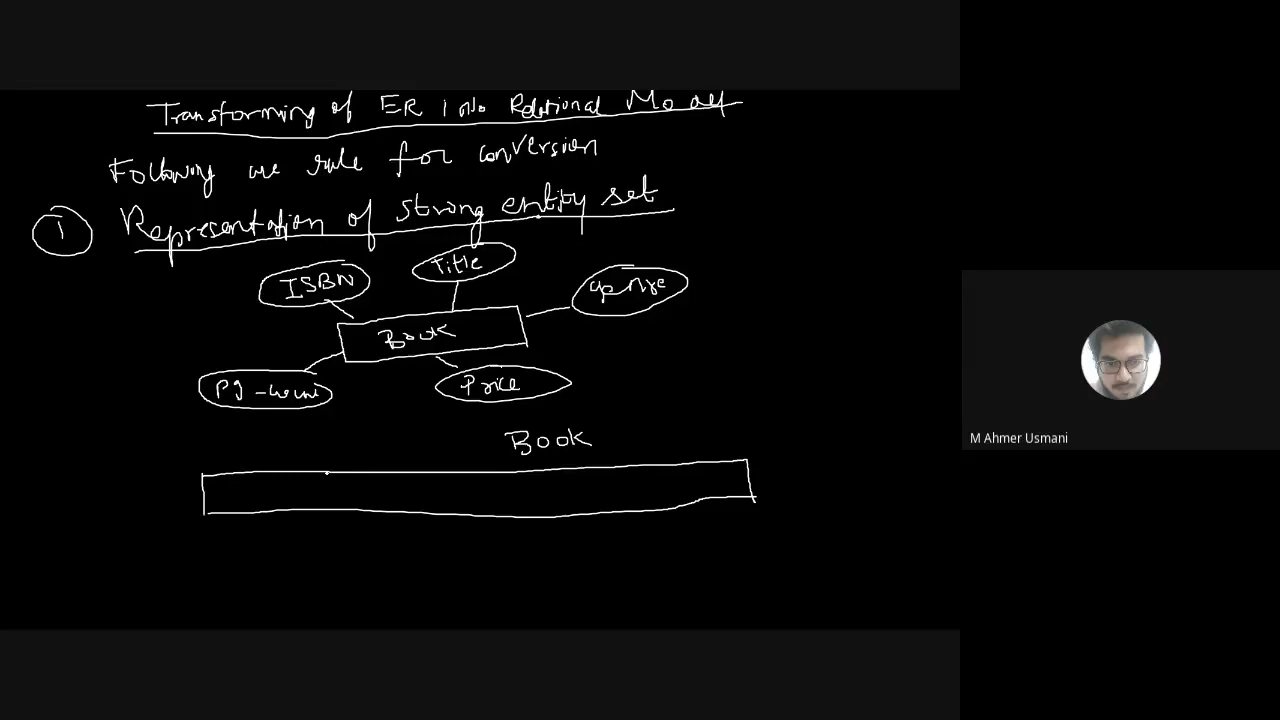 Transforming of ER into Relational Model
Following are rule for conversion
1 Representation of strong entity set
ISBN Title
Book
Price
Book
M Ahmer Usmani